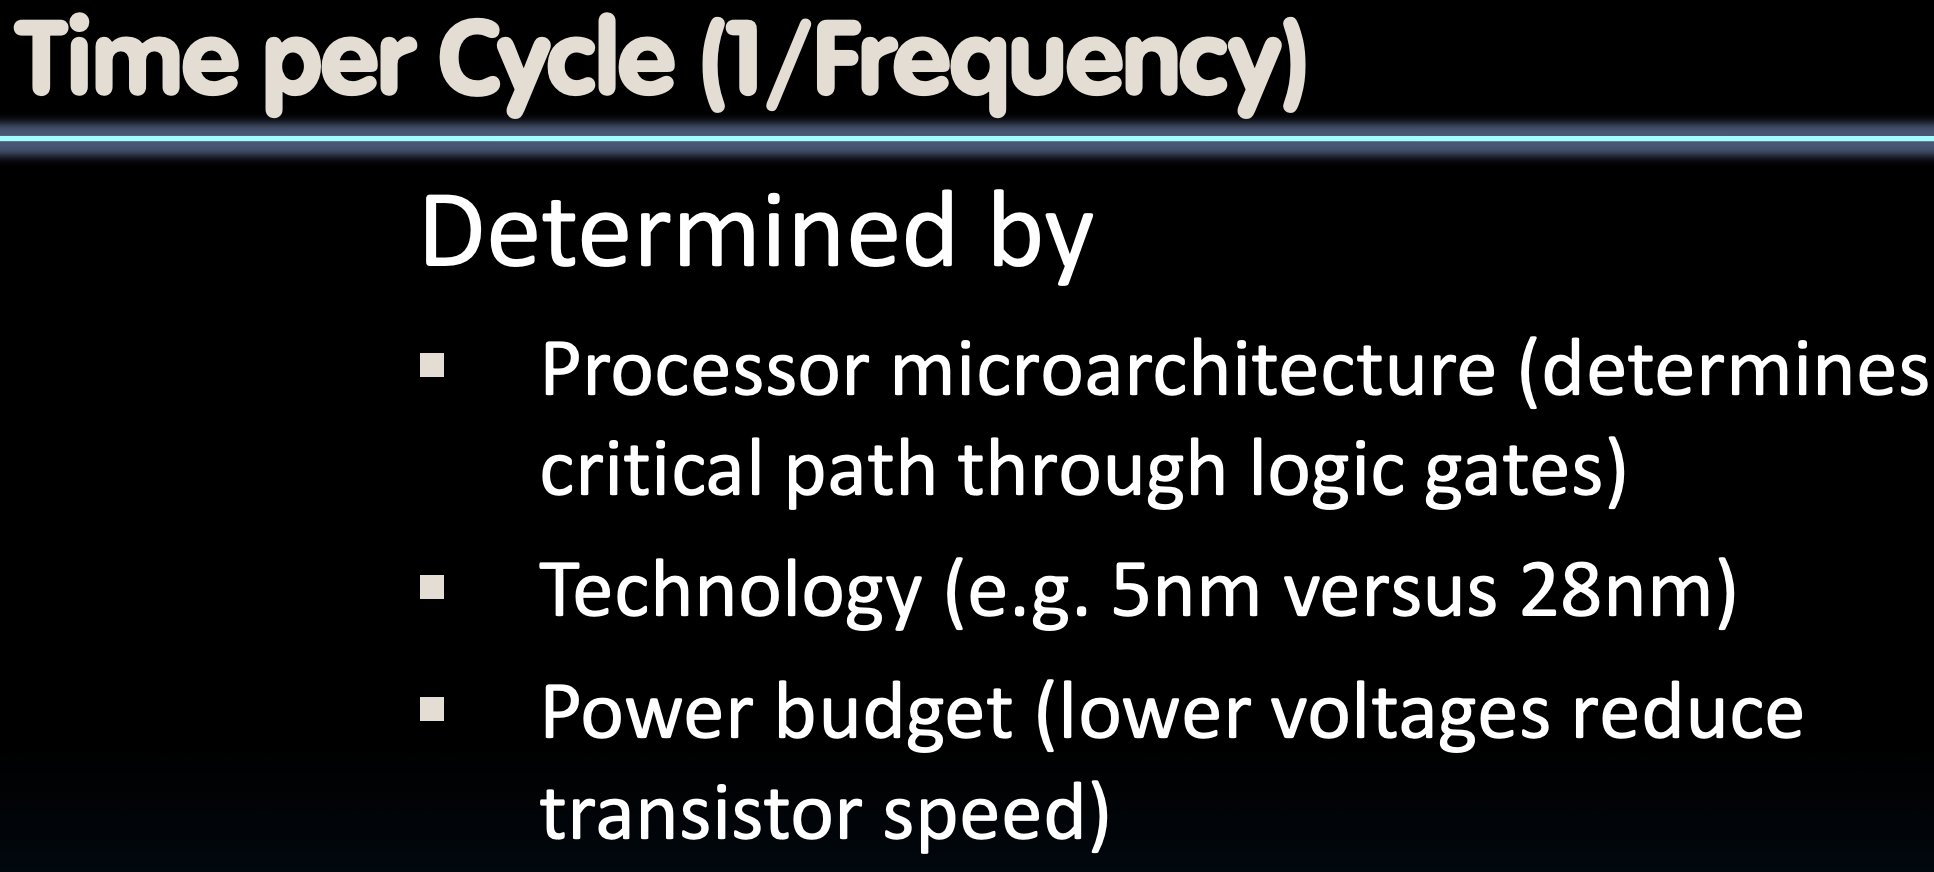 Time per Cycle (1/Frequency)
Determined by
▪ Processor microarchitecture (determines
critical path through logic gates)
▪ Technology (e.g. 5nm versus 28nm)
▪ Power budget (lower voltages reduce
transistor speed)